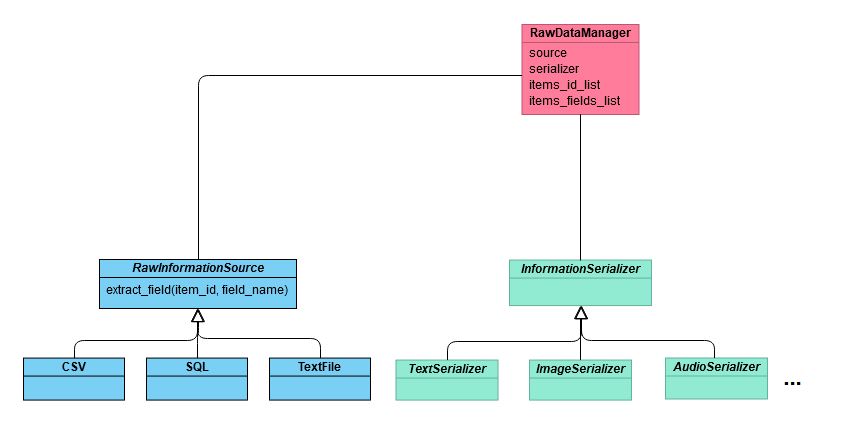 RawDataManager
source
serializer
items_id_list
items_fields_list
RawInformationSource
extract_field(item_id, field_name)
InformationSerializer
CSV
SQL
TextFile
TextSerializer
ImageSerializer
AudioSerializer
...